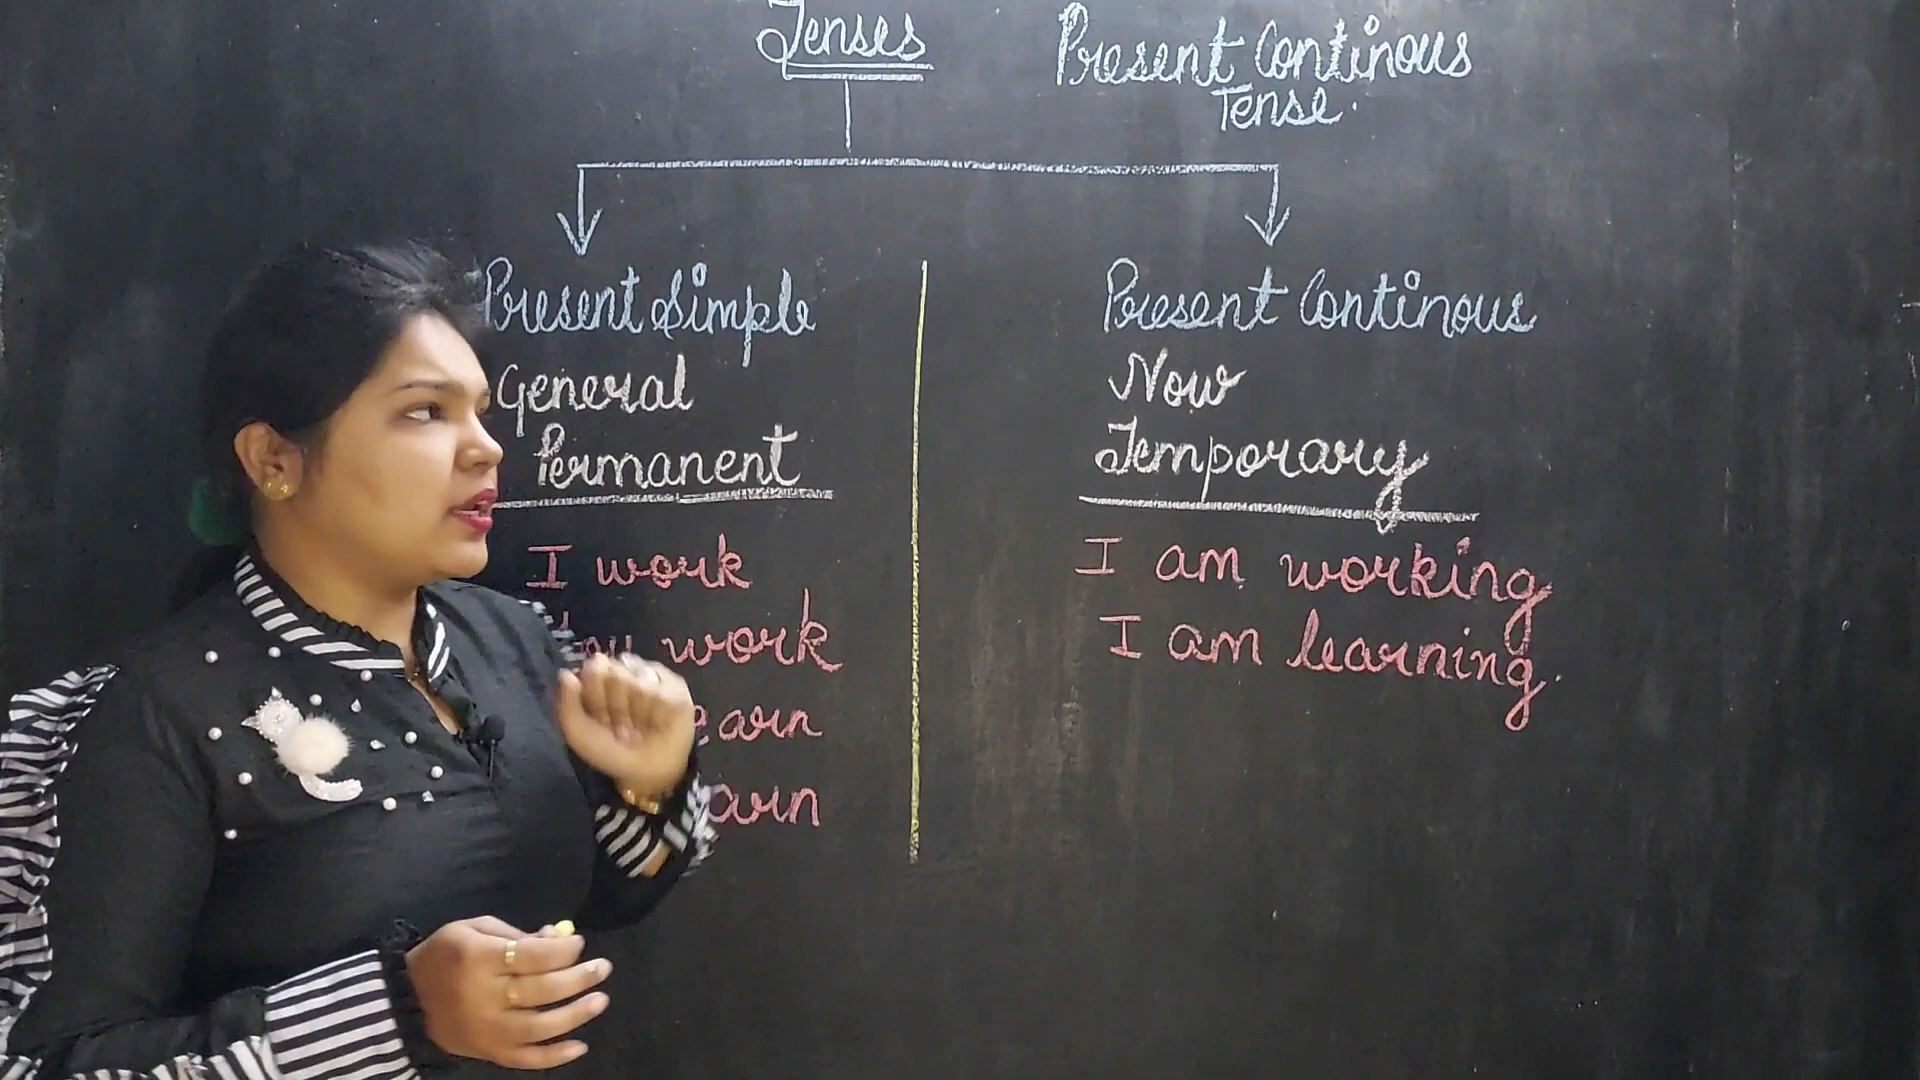 Tenses
Present Continous
Tense.
Present Simple
General
Permanent
I work
You work
earn
arn
Present Continous
Now
Temporary
I am working
I am learning.